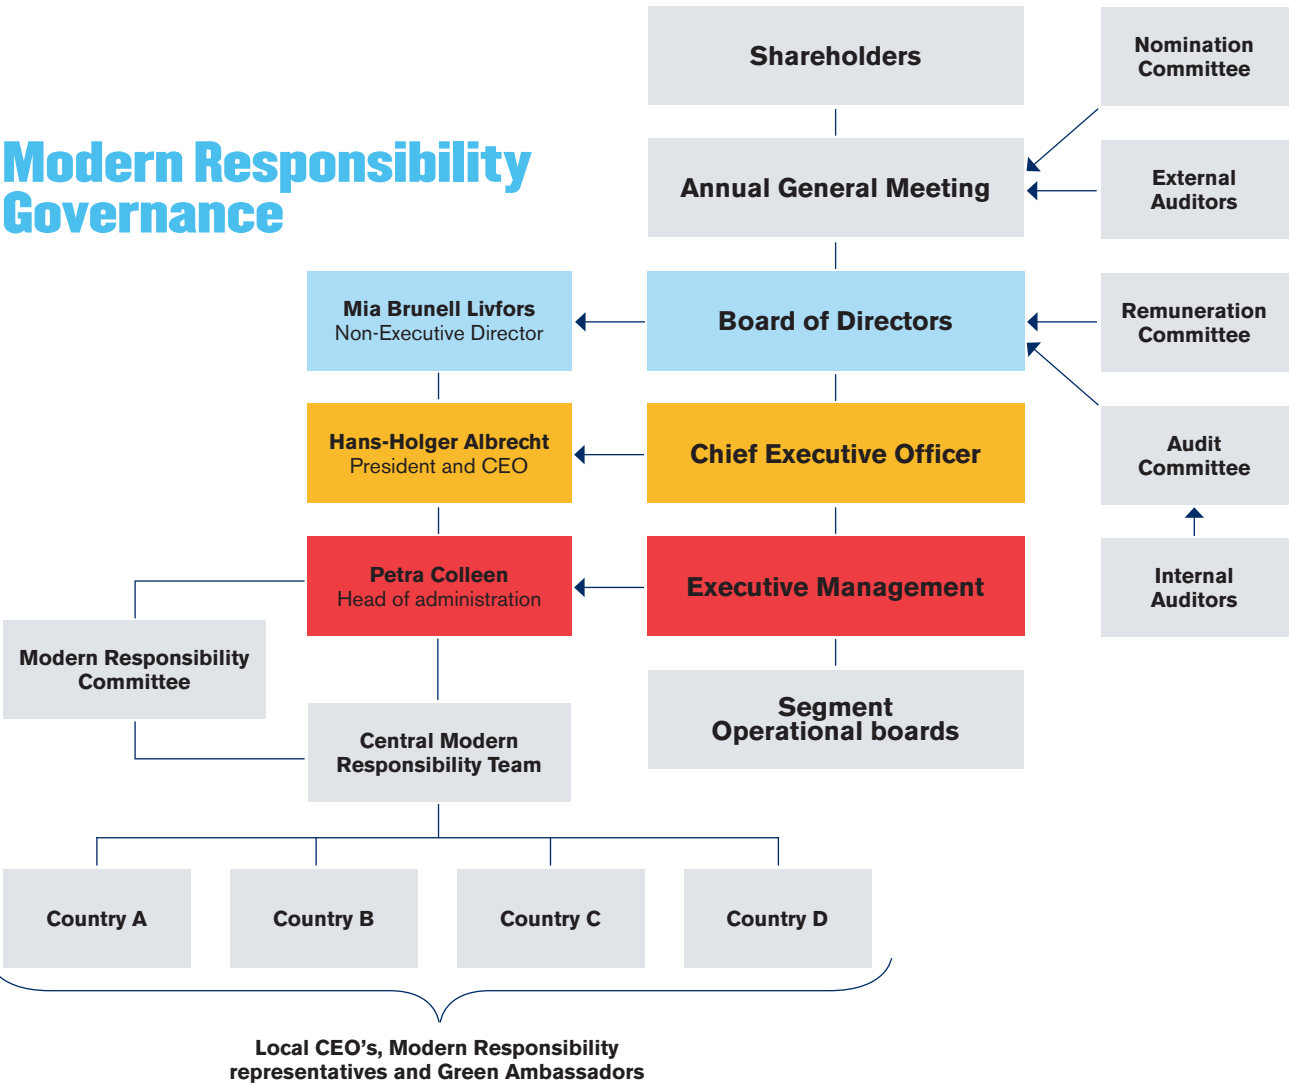 Modern Responsibility
Governance
Shareholders
Nomination
Committee
Annual General Meeting
External
Auditors
Mia Brunell Livfors
Non-Executive Director
Board of Directors
Remuneration
Committee
Hans-Holger Albrecht
President and CEO
Chief Executive Officer
Audit
Committee
Petra Colleen
Head of administration
Executive Management
Internal
Auditors
Modern Responsibility
Committee
Segment
Operational boards
Central Modern
Responsibility Team
Country A
Country B
Country C
Country D
Local CEO's, Modern Responsibility
representatives and Green Ambassadors